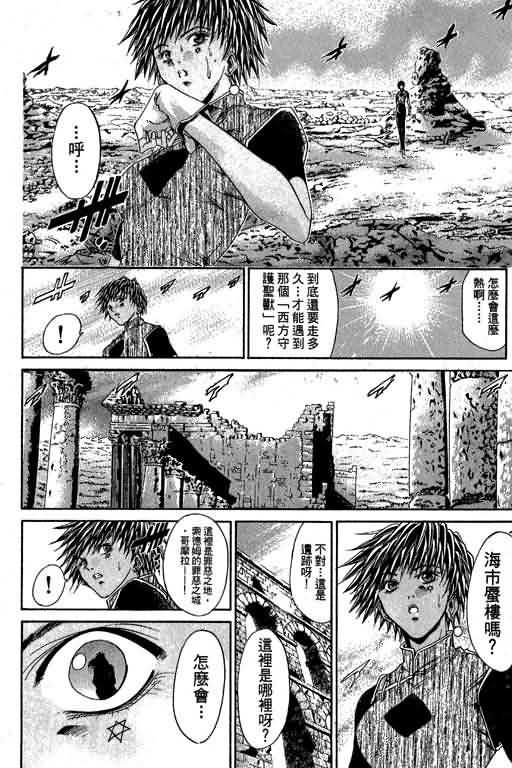 …呼…
怎麼會這麼
熱啊……
到底還要走多
久…才能遇到
那個「西方守
護聖獸」呢？
！
海市蜃樓嗎？
不對…這是
遺跡呀！
這裡是哪裡呀？
這裡是罪惡之地，
索德姆的罪惡之城
，哥摩拉———！
！
怎麼會…